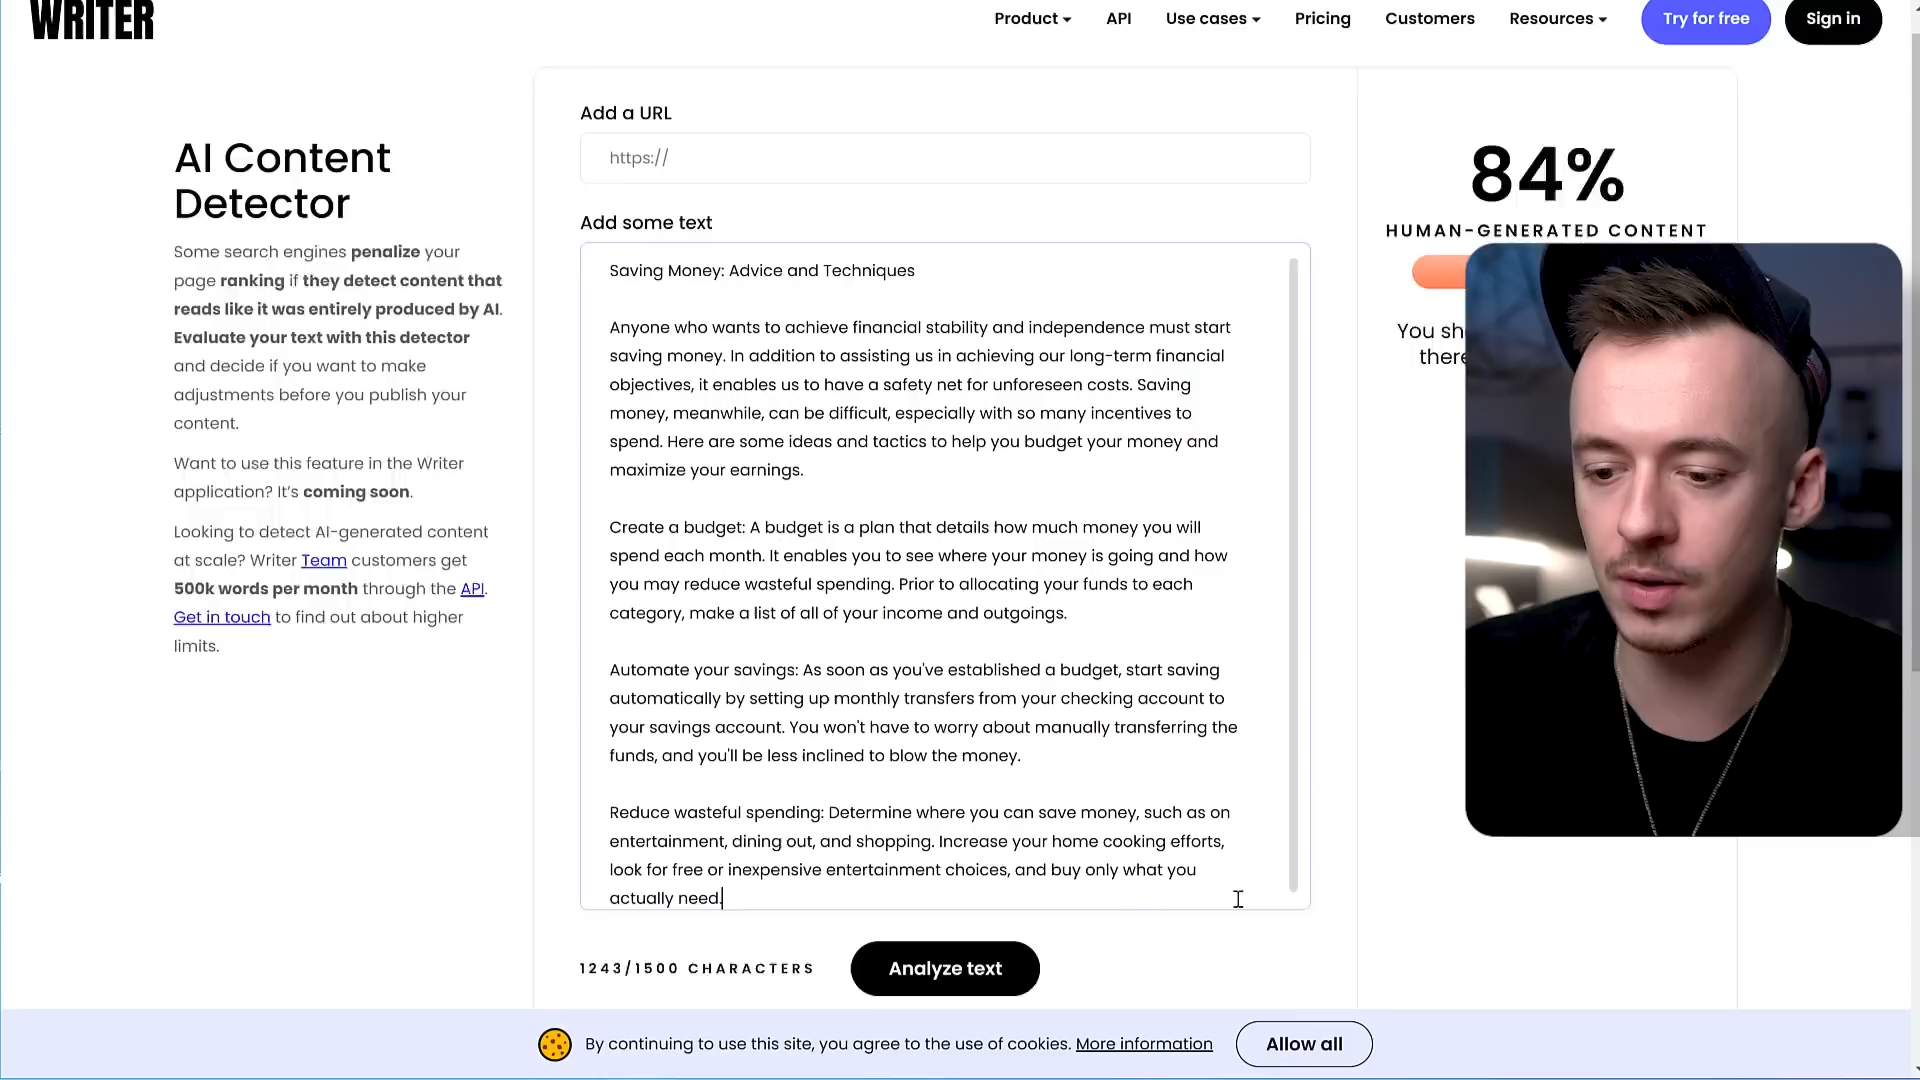 WRITER
Product
API
Use cases
Pricing
Customers
Resources
Try for free
Sign in
AI Content
Detector
Some search engines penalize your
page ranking if they detect content that
reads like it was entirely produced by AI.
Evaluate your text with this detector
and decide if you want to make
adjustments before you publish your
content.
Want to use this feature in the Writer
application? It's coming soon.
Looking to detect AI-generated content
at scale? Writer Team customers get
500k words per month through the API.
Get in touch to find out about higher
limits.
Add a URL
https://
Add some text
Saving Money: Advice and Techniques
Anyone who wants to achieve financial stability and independence must start
saving money. In addition to assisting us in achieving our long-term financial
objectives, it enables us to have a safety net for unforeseen costs. Saving
money, meanwhile, can be difficult, especially with so many incentives to
spend. Here are some ideas and tactics to help you budget your money and
maximize your earnings.
Create a budget: A budget is a plan that details how much money you will
spend each month. It enables you to see where your money is going and how
you may reduce wasteful spending. Prior to allocating your funds to each
category, make a list of all of your income and outgoings.
Automate your savings: As soon as you've established a budget, start saving
automatically by setting up monthly transfers from your checking account to
your savings account. You won't have to worry about manually transferring the
funds, and you'll be less inclined to blow the money.
Reduce wasteful spending: Determine where you can save money, such as on
entertainment, dining out, and shopping. Increase your home cooking efforts,
look for free or inexpensive entertainment choices, and buy only what you
actually need.
1243/1500 CHARACTERS
Analyze text
84%
HUMAN-GENERATED CONTENT
You
By continuing to use this site, you agree to the use of cookies. More information
Allow all